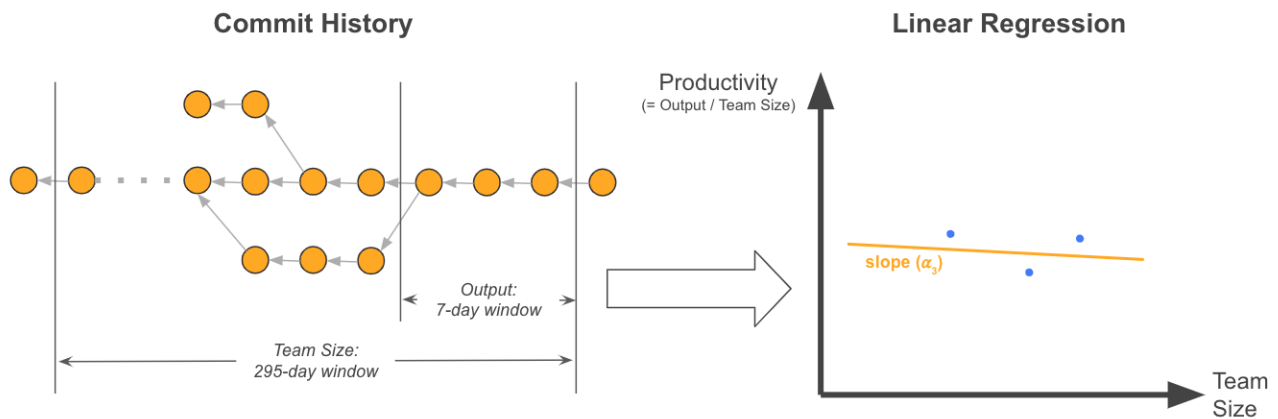 Commit History
Output:
7-day window
Team Size:
295-day window
Linear Regression
Productivity
(= Output / Team Size)
slope (α₃)
Team
Size